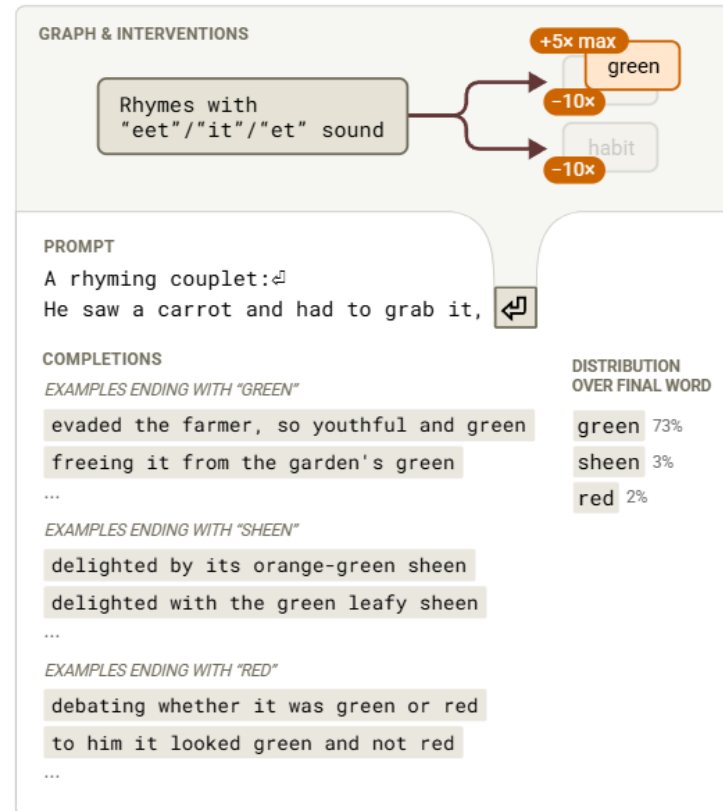 GRAPH & INTERVENTIONS
+5× max
green
Rhymes with
"eet"/"it"/"et" sound
−10×
habit
−10×
PROMPT
A rhyming couplet:⏎
He saw a carrot and had to grab it, ⏎
COMPLETIONS
EXAMPLES ENDING WITH “GREEN”
evaded the farmer, so youthful and green
freeing it from the garden's green
...
EXAMPLES ENDING WITH “SHEEN”
delighted by its orange-green sheen
delighted with the green leafy sheen
...
EXAMPLES ENDING WITH “RED”
debating whether it was green or red
to him it looked green and not red
...
DISTRIBUTION
OVER FINAL WORD
green 73%
sheen 3%
red 2%